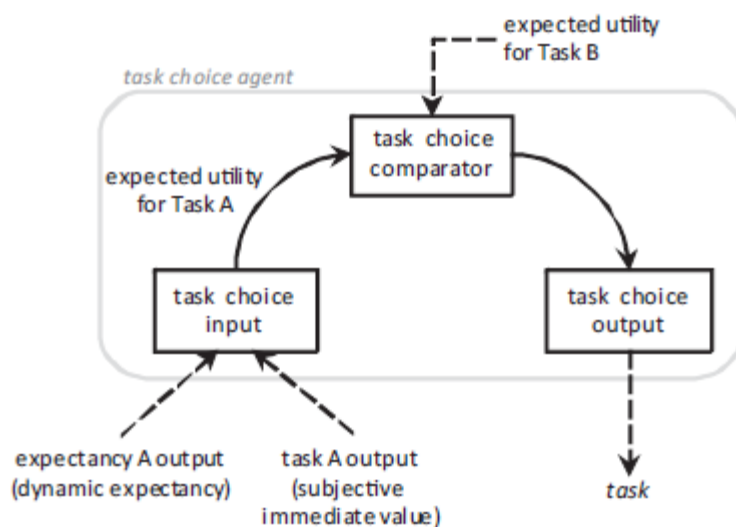 expected utility
for Task B
task choice agent
task choice
comparator
expected utility
for Task A
task choice
input
task choice
output
expectancy A output
(dynamic expectancy)
task A output
(subjective
immediate value)
task